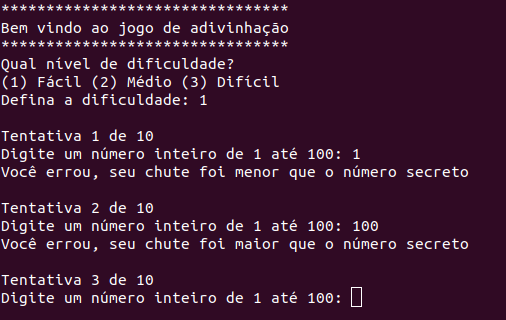 ********************************
Bem vindo ao jogo de adivinhação
********************************
Qual nível de dificuldade?
(1) Fácil (2) Médio (3) Difícil
Defina a dificuldade: 1
Tentativa 1 de 10
Digite um número inteiro de 1 até 100: 1
Você errou, seu chute foi menor que o número secreto
Tentativa 2 de 10
Digite um número inteiro de 1 até 100: 100
Você errou, seu chute foi maior que o número secreto
Tentativa 3 de 10
Digite um número inteiro de 1 até 100: